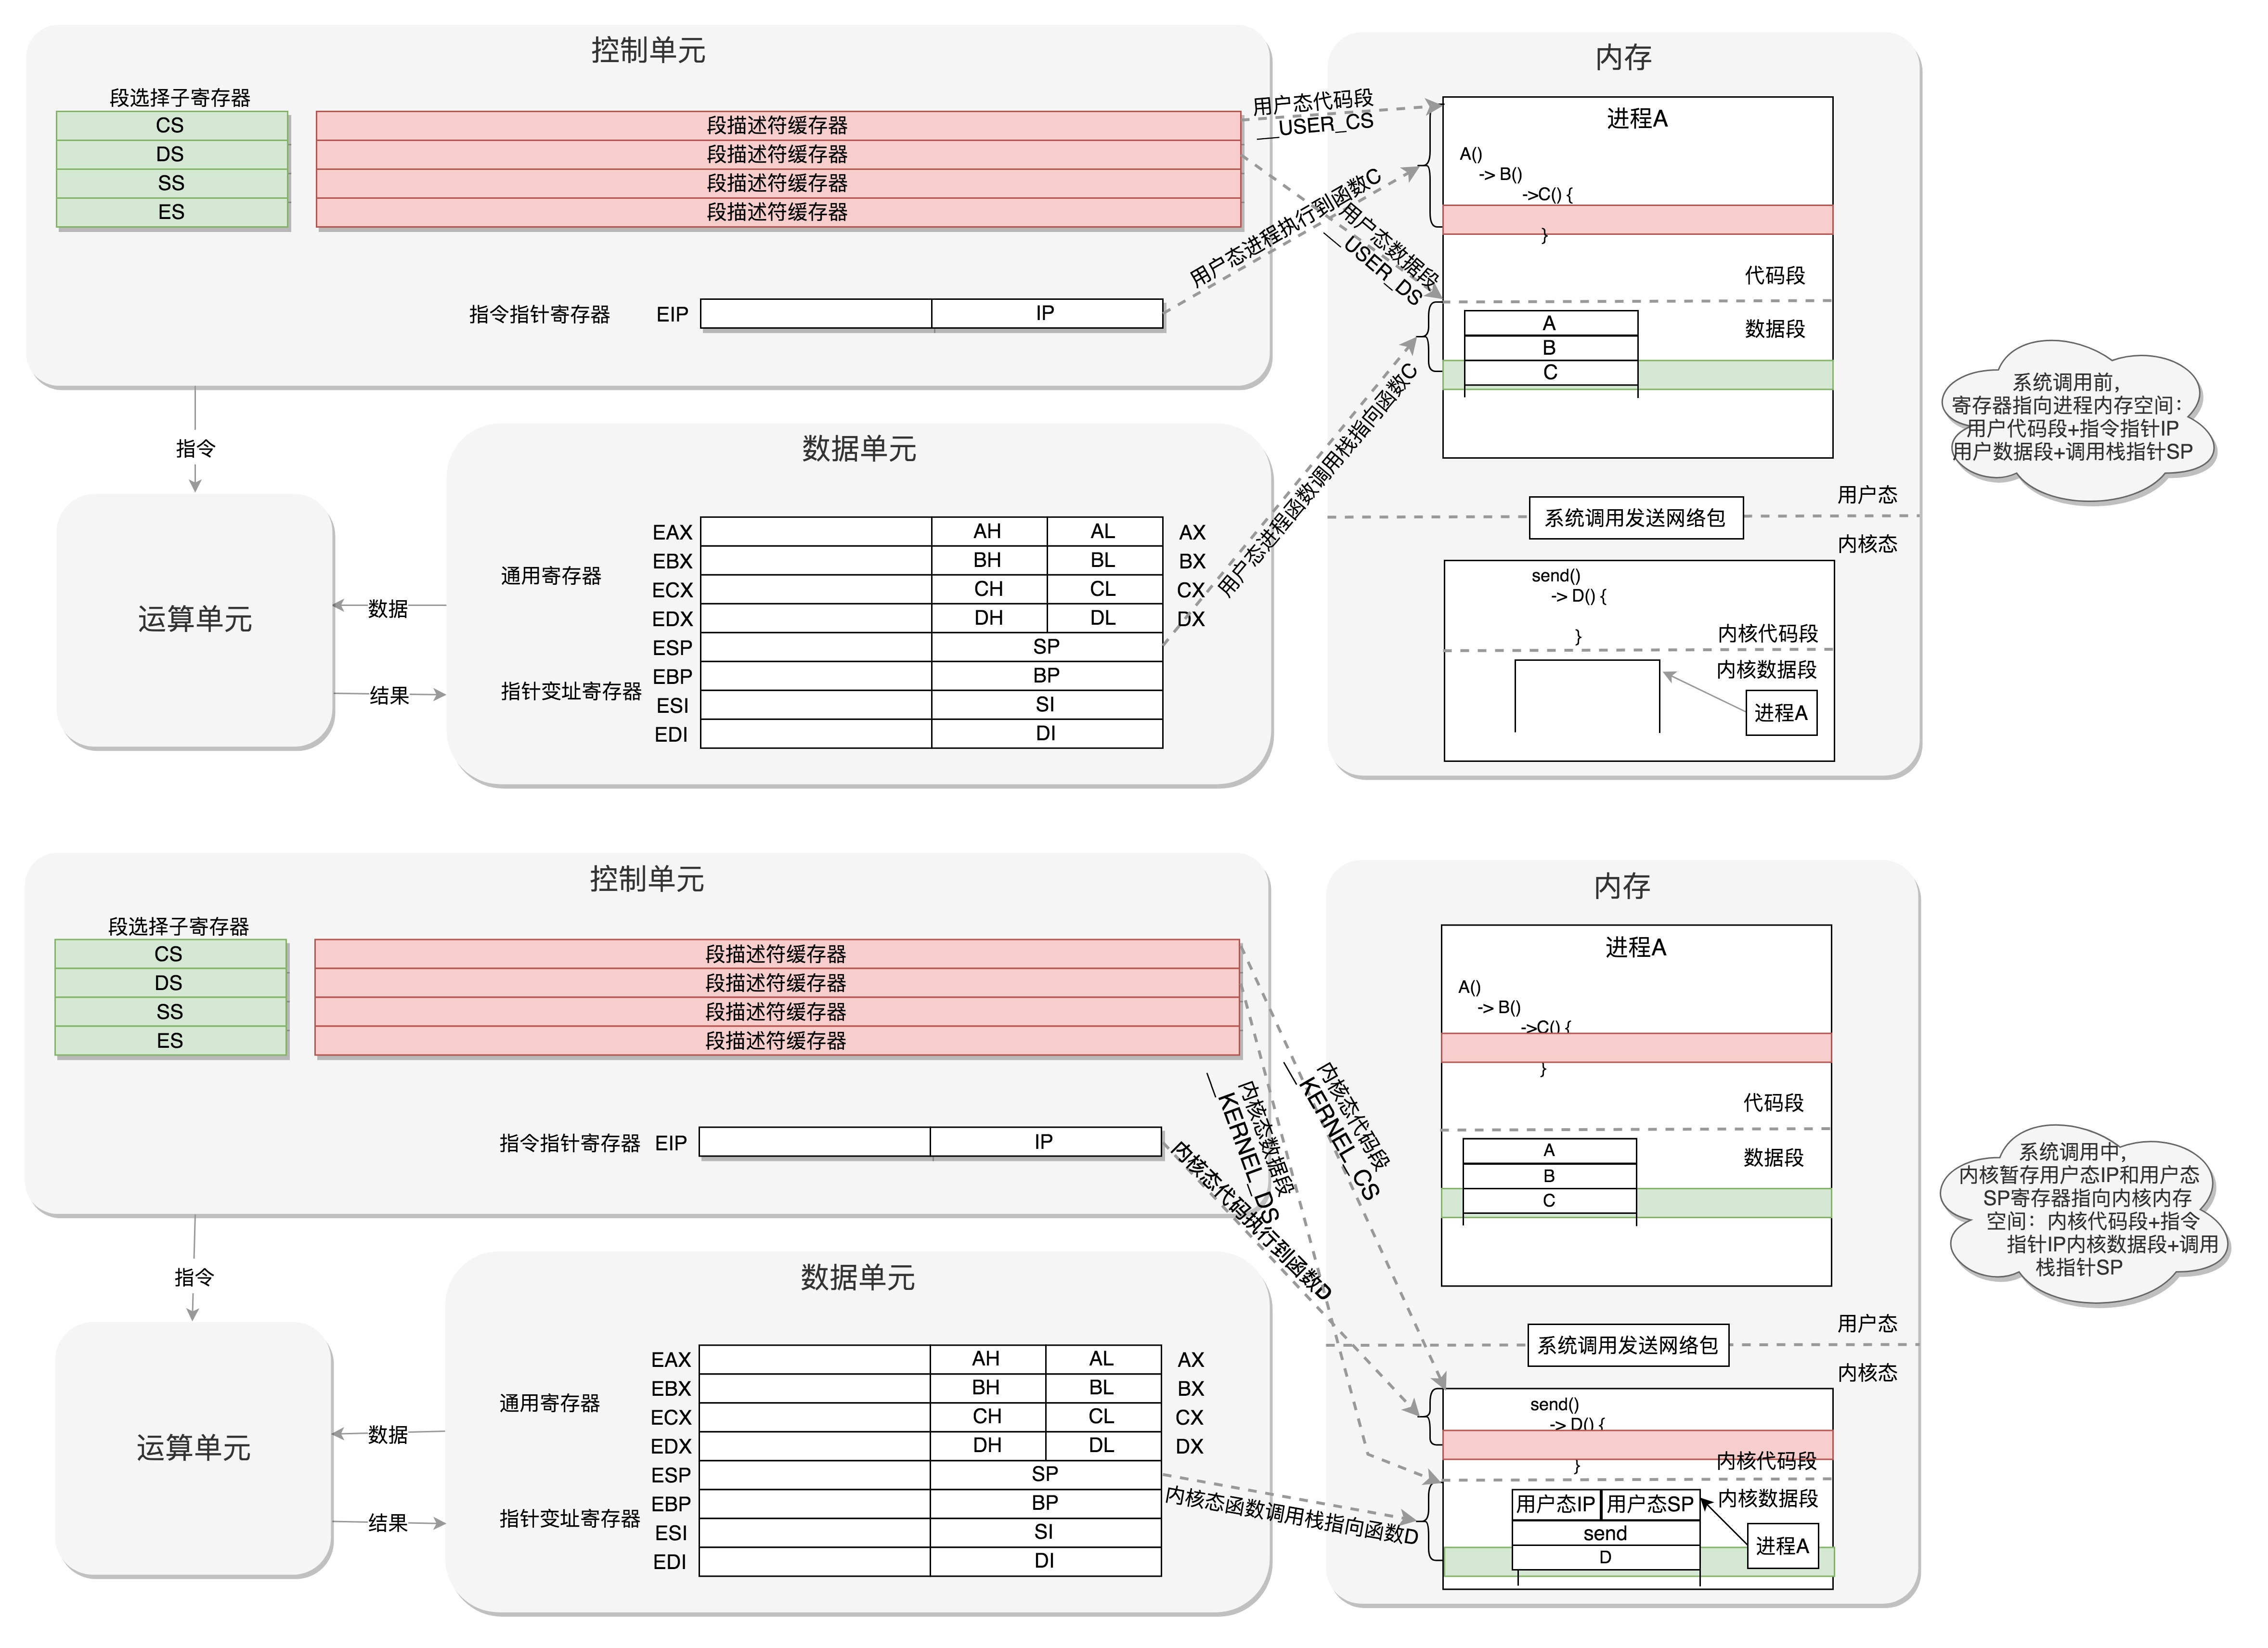 控制单元
段选择子寄存器
CS
DS
SS
ES
段描述符缓存器
段描述符缓存器
段描述符缓存器
段描述符缓存器
指令指针寄存器
EIP
IP
用户态代码段
__USER_CS
用户态数据段
__USER_DS
用户态进程执行到函数C
用户态进程函数调用栈指向函数C
指令
运算单元
数据
结果
数据单元
通用寄存器
指针变址寄存器
EAX
AH
AL
AX
EBX
BH
BL
BX
ECX
CH
CL
CX
EDX
DH
DL
DX
ESP
SP
EBP
BP
ESI
SI
EDI
DI
内存
进程A
A()
-> B()
->C() {
}
代码段
数据段
A
B
C
用户态
系统调用发送网络包
内核态
send()
-> D() {
}
内核代码段
内核数据段
进程A
系统调用前，
寄存器指向进程内存空间：
用户代码段+指令指针IP
用户数据段+调用栈指针SP
控制单元
段选择子寄存器
CS
DS
SS
ES
段描述符缓存器
段描述符缓存器
段描述符缓存器
段描述符缓存器
指令指针寄存器
EIP
IP
内核态代码段
__KERNEL_CS
内核态数据段
__KERNEL_DS
内核态代码执行到函数D
内核态函数调用栈指向函数D
指令
运算单元
数据
结果
数据单元
通用寄存器
指针变址寄存器
EAX
AH
AL
AX
EBX
BH
BL
BX
ECX
CH
CL
CX
EDX
DH
DL
DX
ESP
SP
EBP
BP
ESI
SI
EDI
DI
内存
进程A
A()
-> B()
->C() {
}
代码段
数据段
A
B
C
用户态
系统调用发送网络包
内核态
send()
-> D() {
}
内核代码段
内核数据段
用户态IP
用户态SP
send
D
进程A
系统调用中，
内核暂存用户态IP和用户态
SP寄存器指向内核内存
空间：内核代码段+指令
指针IP内核数据段+调用
栈指针SP